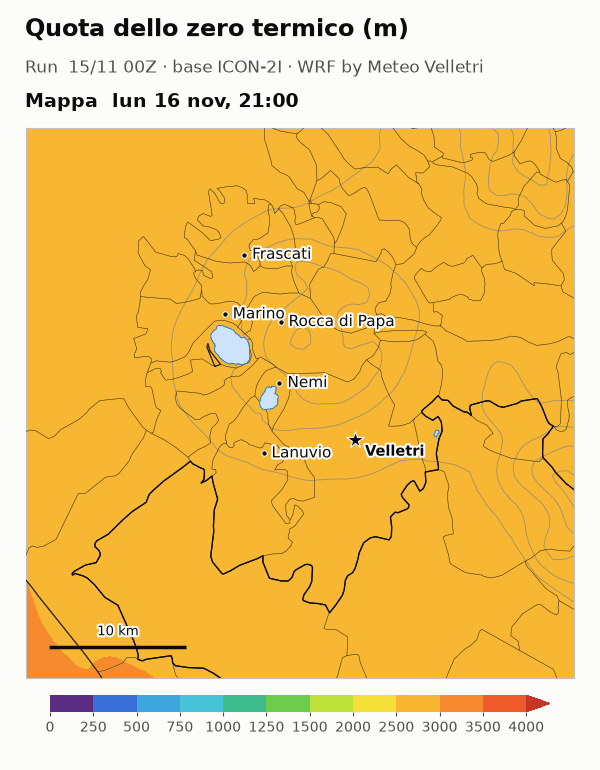 Quota dello zero termico (m)
Run  15/11 00Z · base ICON-2I · WRF by Meteo Velletri
Mappa  lun 16 nov, 21:00
Frascati
Marino
Rocca di Papa
Nemi
Velletri
Lanuvio
10 km
0 250 500 750 1000 1250 1500 2000 2500 3000 3500 4000